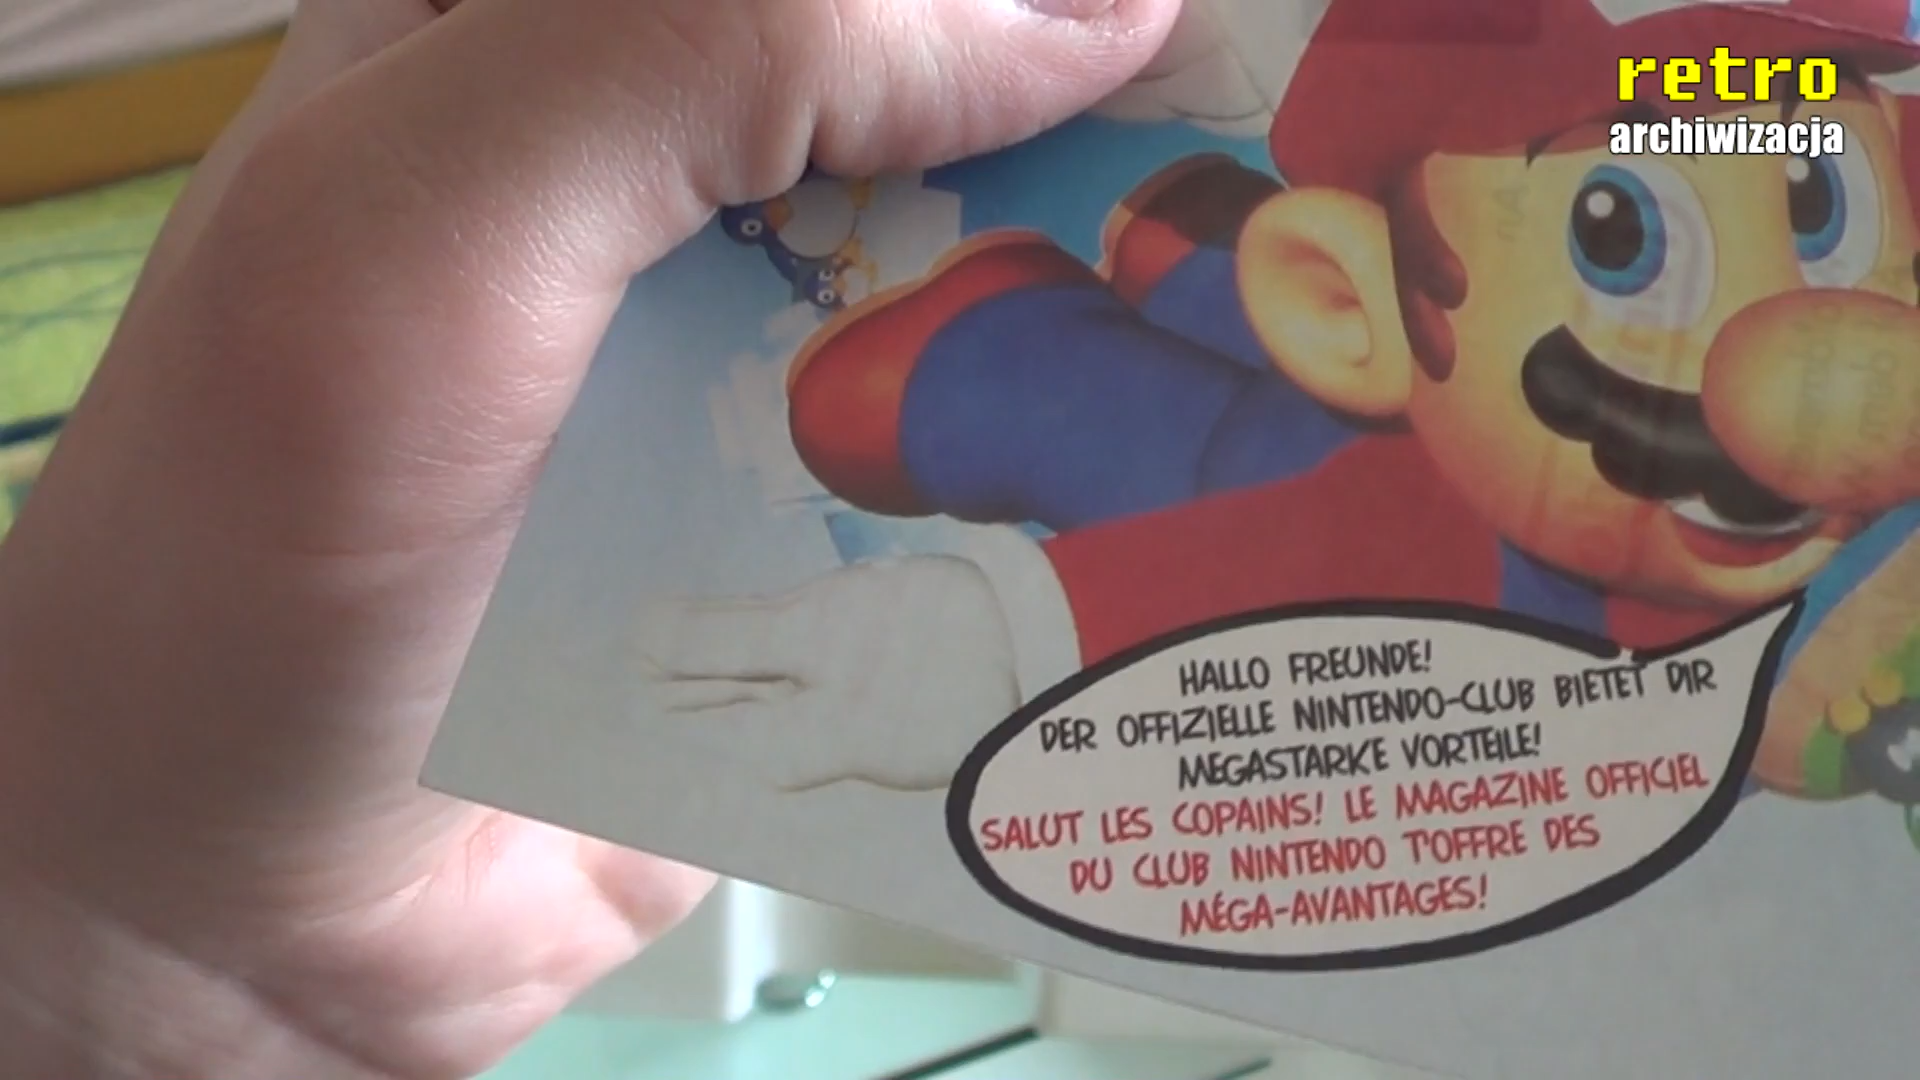 retro
archiwizacja
HALLO FREUNDE!
DER OFFIZIELLE NINTENDO-CLUB BIETET DIR
MEGASTARKE VORTEILE!
SALUT LES COPAINS! LE MAGAZINE OFFICIEL
DU CLUB NINTENDO T'OFFRE DES
MÉGA-AVANTAGES!